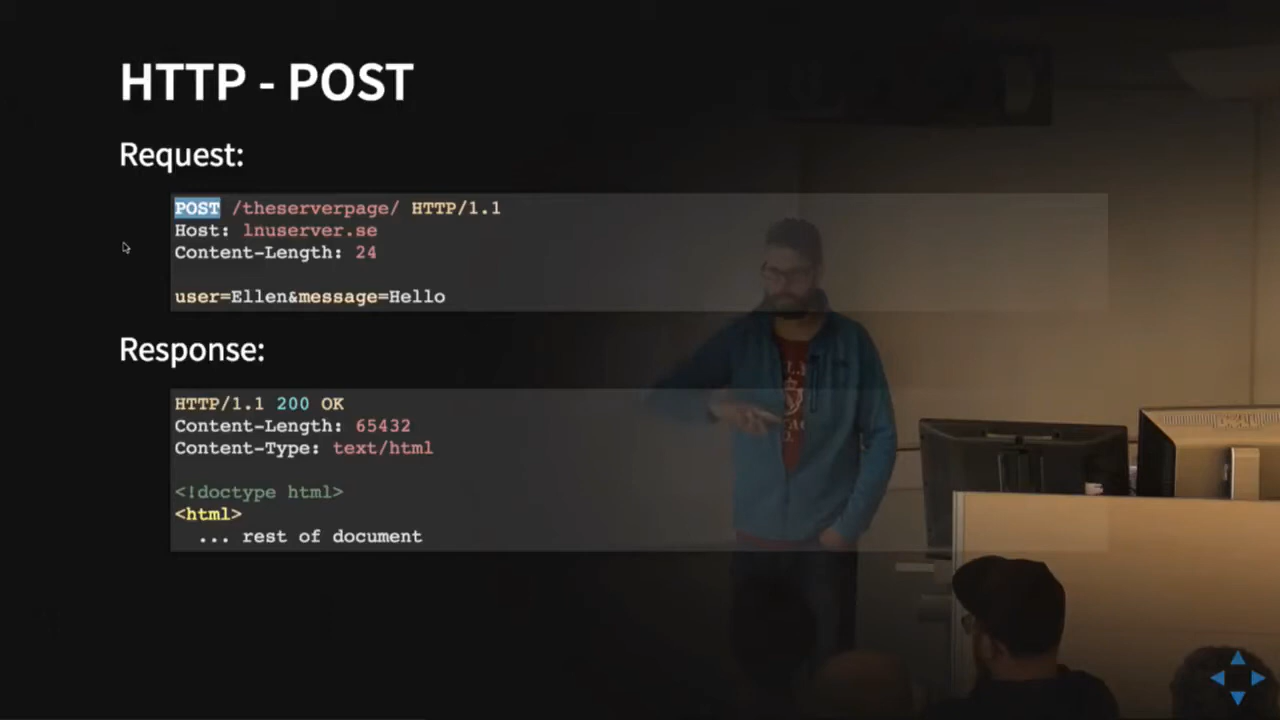 HTTP - POST
Request:
POST /theserverpage/ HTTP/1.1
Host: lnuserver.se
Content-Length: 24
user=Ellen&message=Hello
Response:
HTTP/1.1 200 OK
Content-Length: 65432
Content-Type: text/html
<!doctype html>
<html>
... rest of document